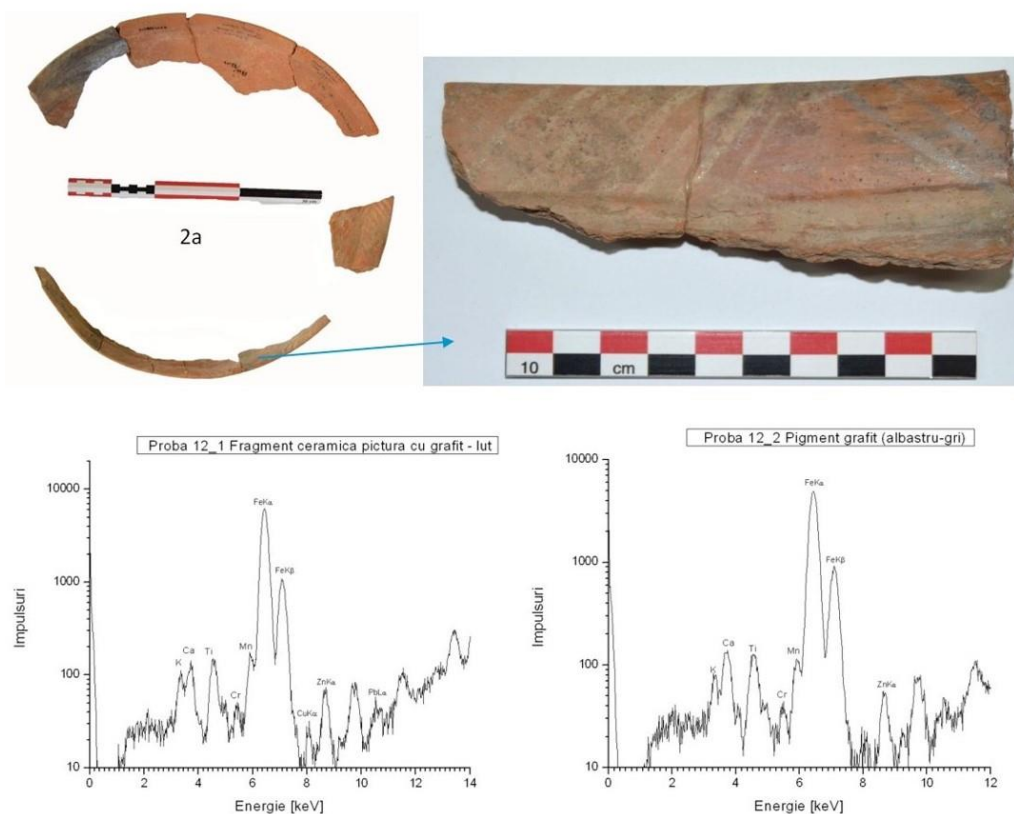 2a
10 cm
Proba 12_1 Fragment ceramica pictura cu grafit - lut
Impulsuri
10000
1000
100
10
FeKα
FeKβ
K
Ca
Ti
Cr
Mn
CuKα
ZnKα
PbLα
0 2 4 6 8 10 12 14
Energie [keV]
Proba 12_2 Pigment grafit (albastru-gri)
Impulsuri
10000
1000
100
10
FeKα
FeKβ
K
Ca
Ti
Cr
Mn
ZnKα
0 2 4 6 8 10 12
Energie [keV]